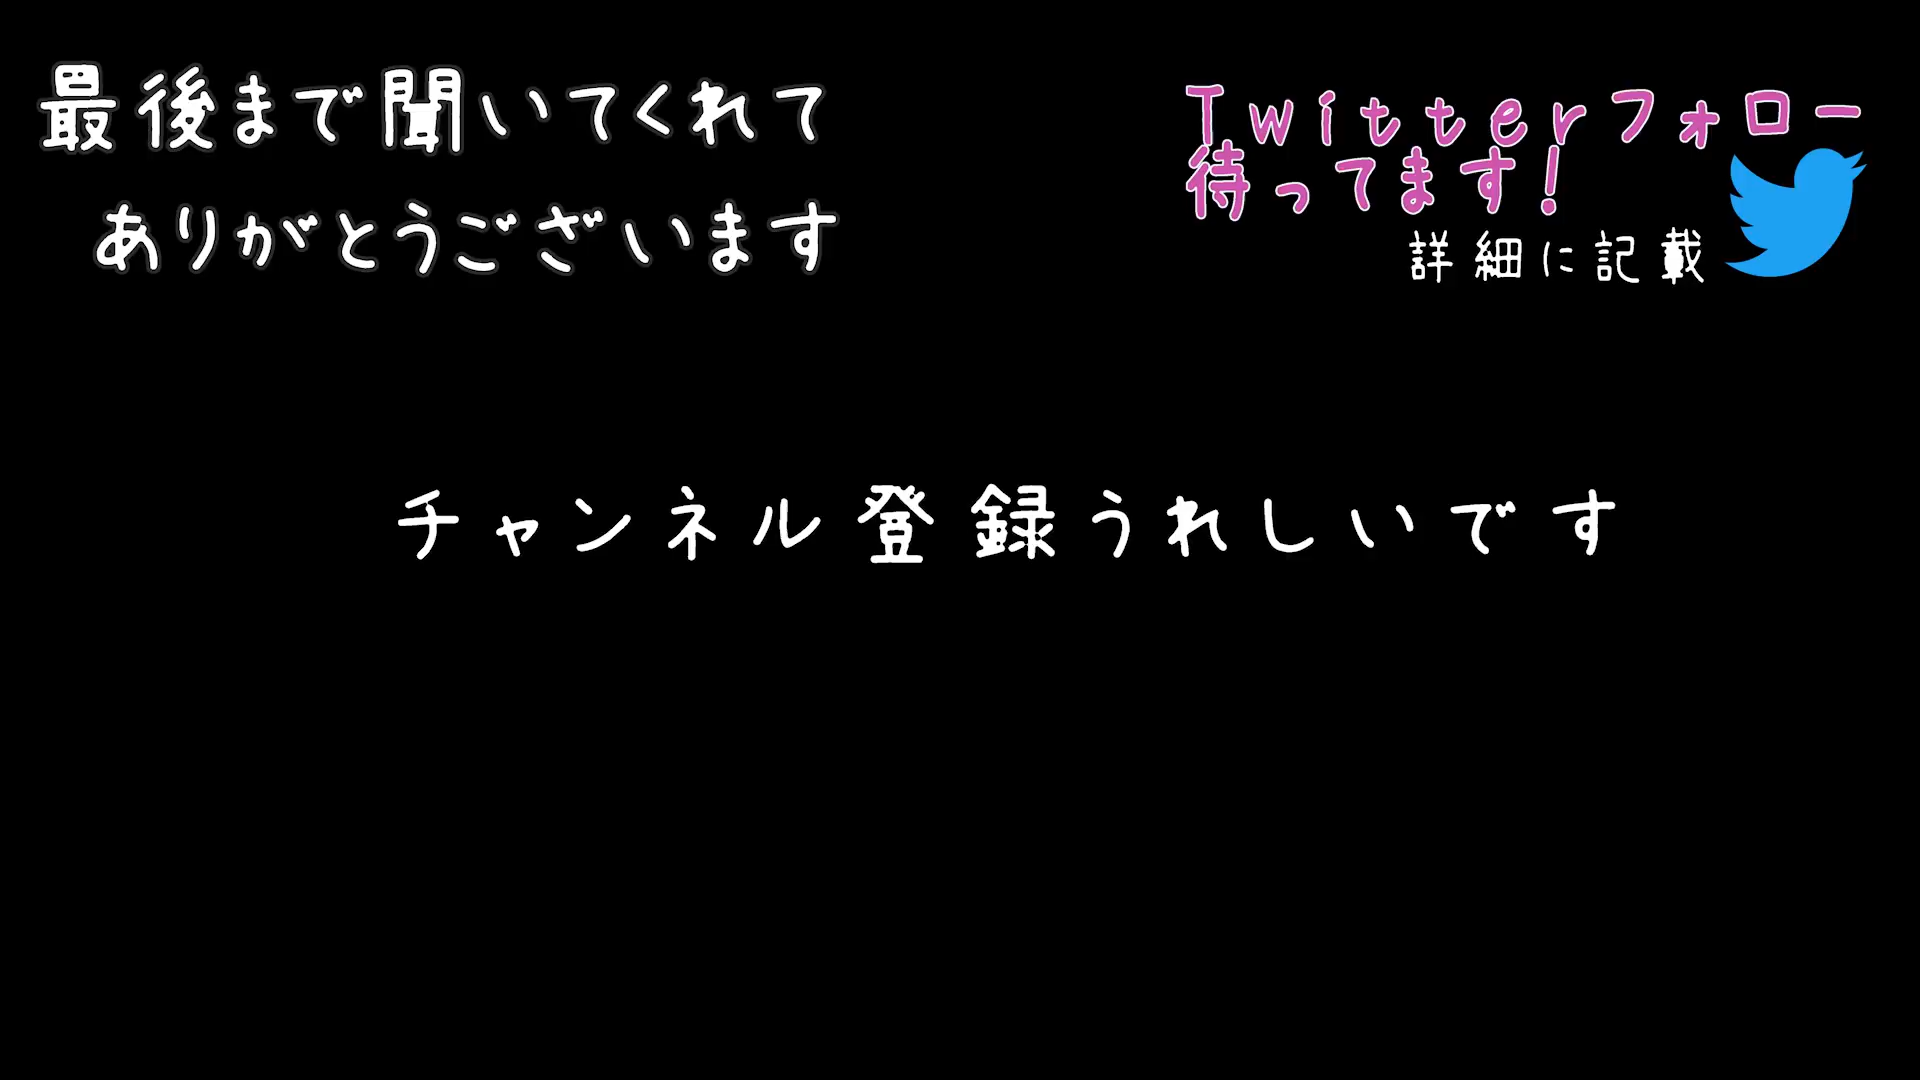 最後まで聞いてくれて
ありがとうございます
Twitterフォロー
待ってます!
詳細に記載
チャンネル登録うれしいです